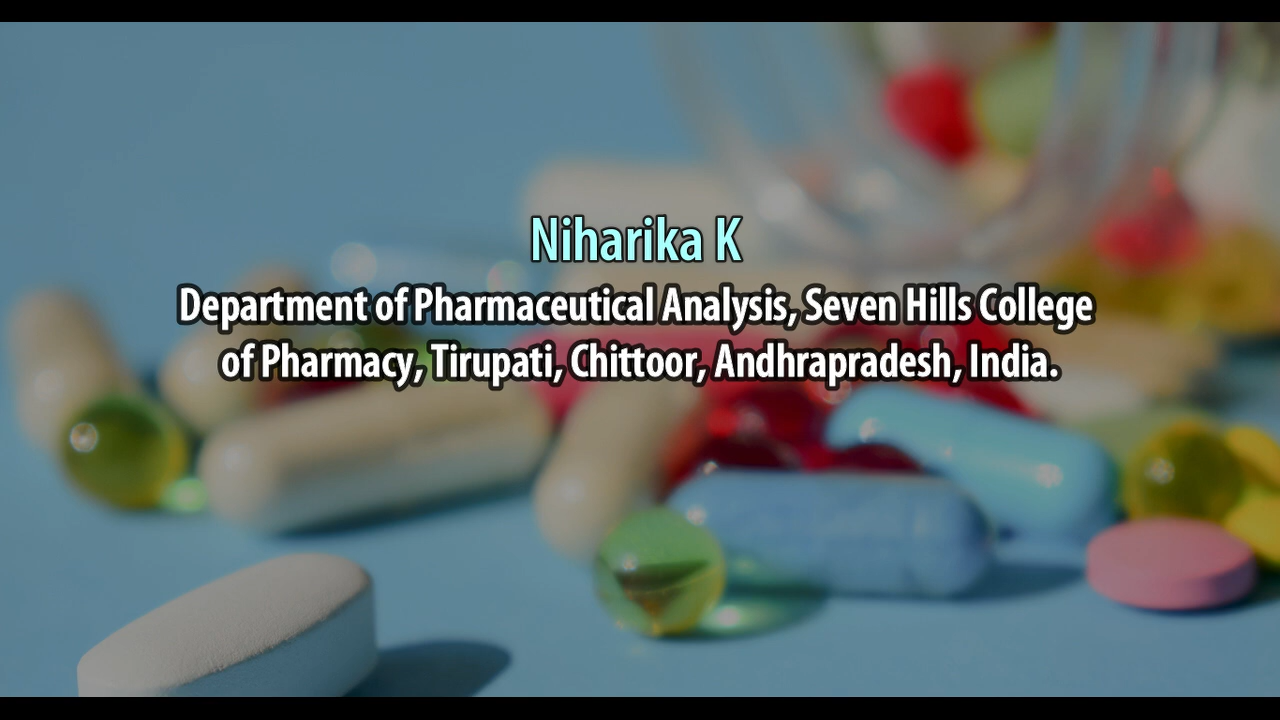 Niharika K
Department of Pharmaceutical Analysis, Seven Hills College
of Pharmacy, Tirupati, Chittoor, Andhrapradesh, India.